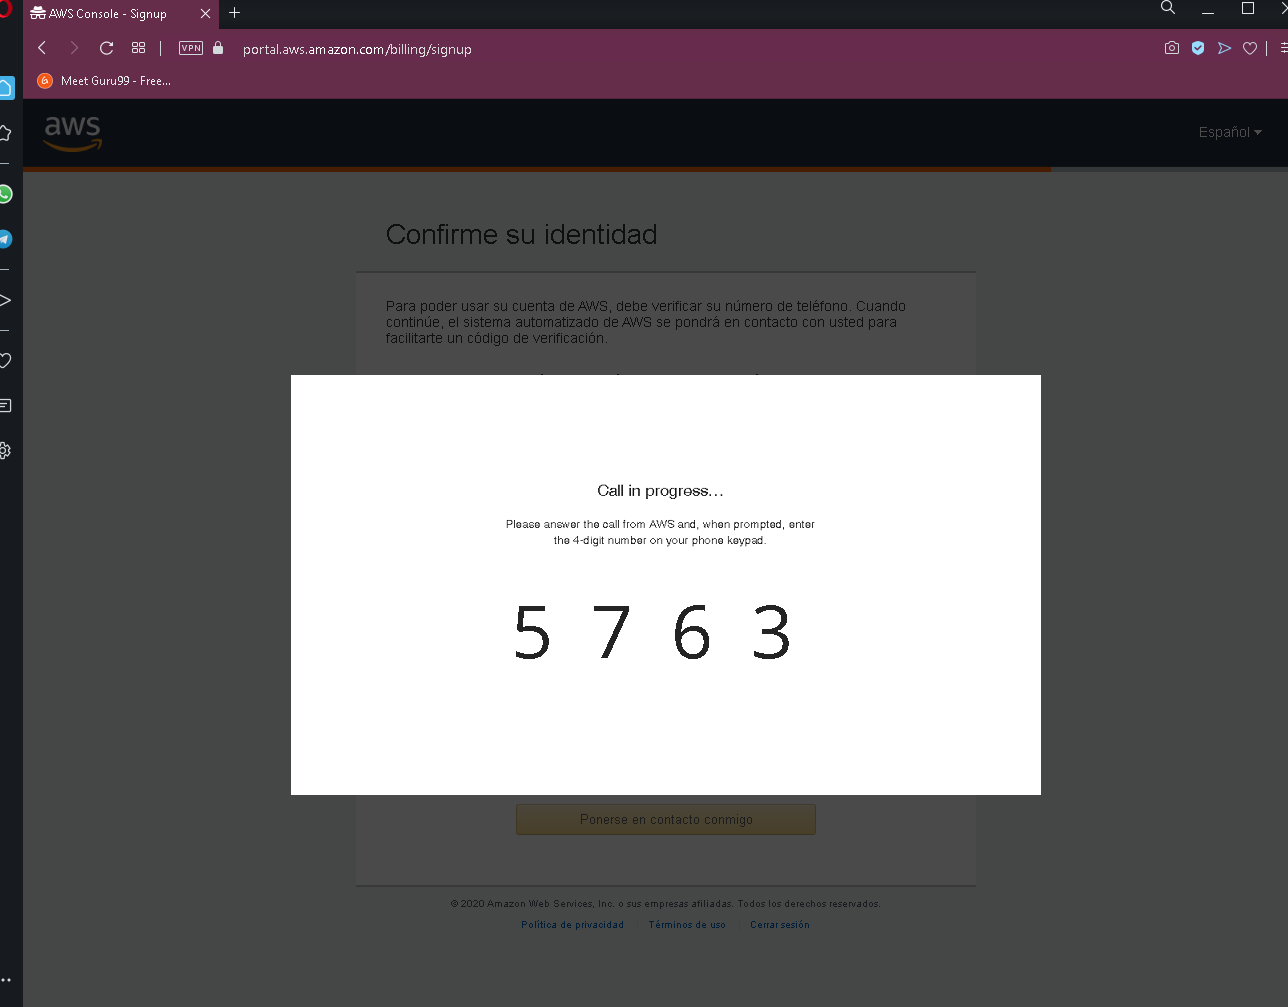 AWS Console - Signup
VPN
portal.aws.amazon.com/billing/signup
Meet Guru99 - Free...
aws
Español
Confirme su identidad
Para poder usar su cuenta de AWS, debe verificar su número de teléfono. Cuando
continúe, el sistema automatizado de AWS se pondrá en contacto con usted para
facilitarte un código de verificación.
Call in progress...
Please answer the call from AWS and, when prompted, enter
the 4-digit number on your phone keypad.
5 7 6 3
Ponerse en contacto conmigo
© 2020 Amazon Web Services, Inc. o sus empresas afiliadas. Todos los derechos reservados.
Política de privacidad | Términos de uso | Cerrar sesión